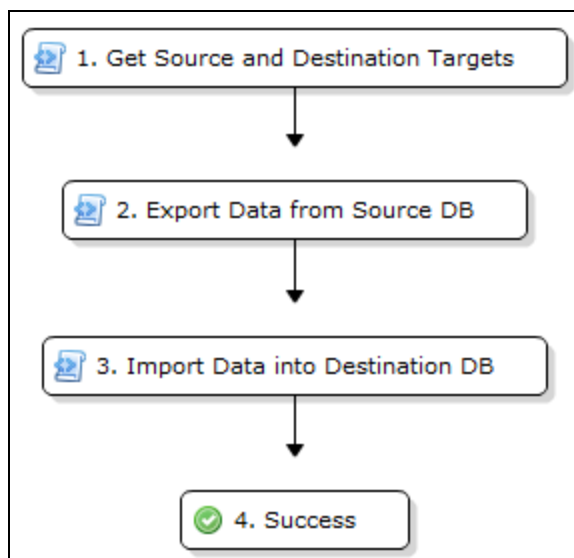 1. Get Source and Destination Targets
2. Export Data from Source DB
3. Import Data into Destination DB
4. Success